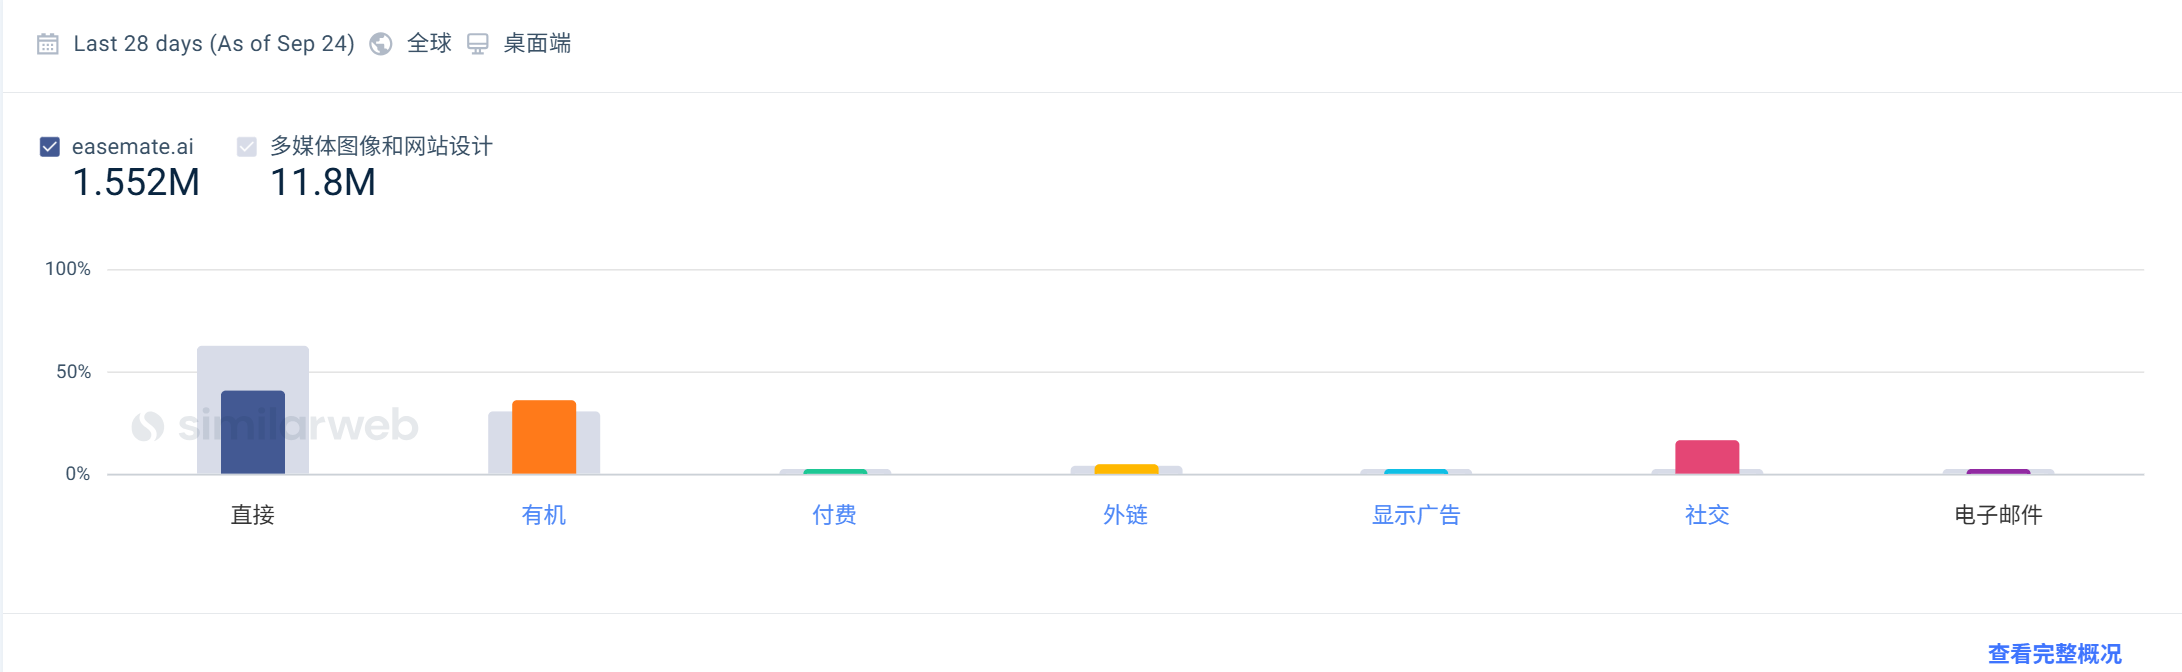 Last 28 days (As of Sep 24) 全球 桌面端
easemate.ai 多媒体图像和网站设计
1.552M 11.8M
100%
50%
similarweb
0%
直接 有机 付费 外链 显示广告 社交 电子邮件
查看完整概况